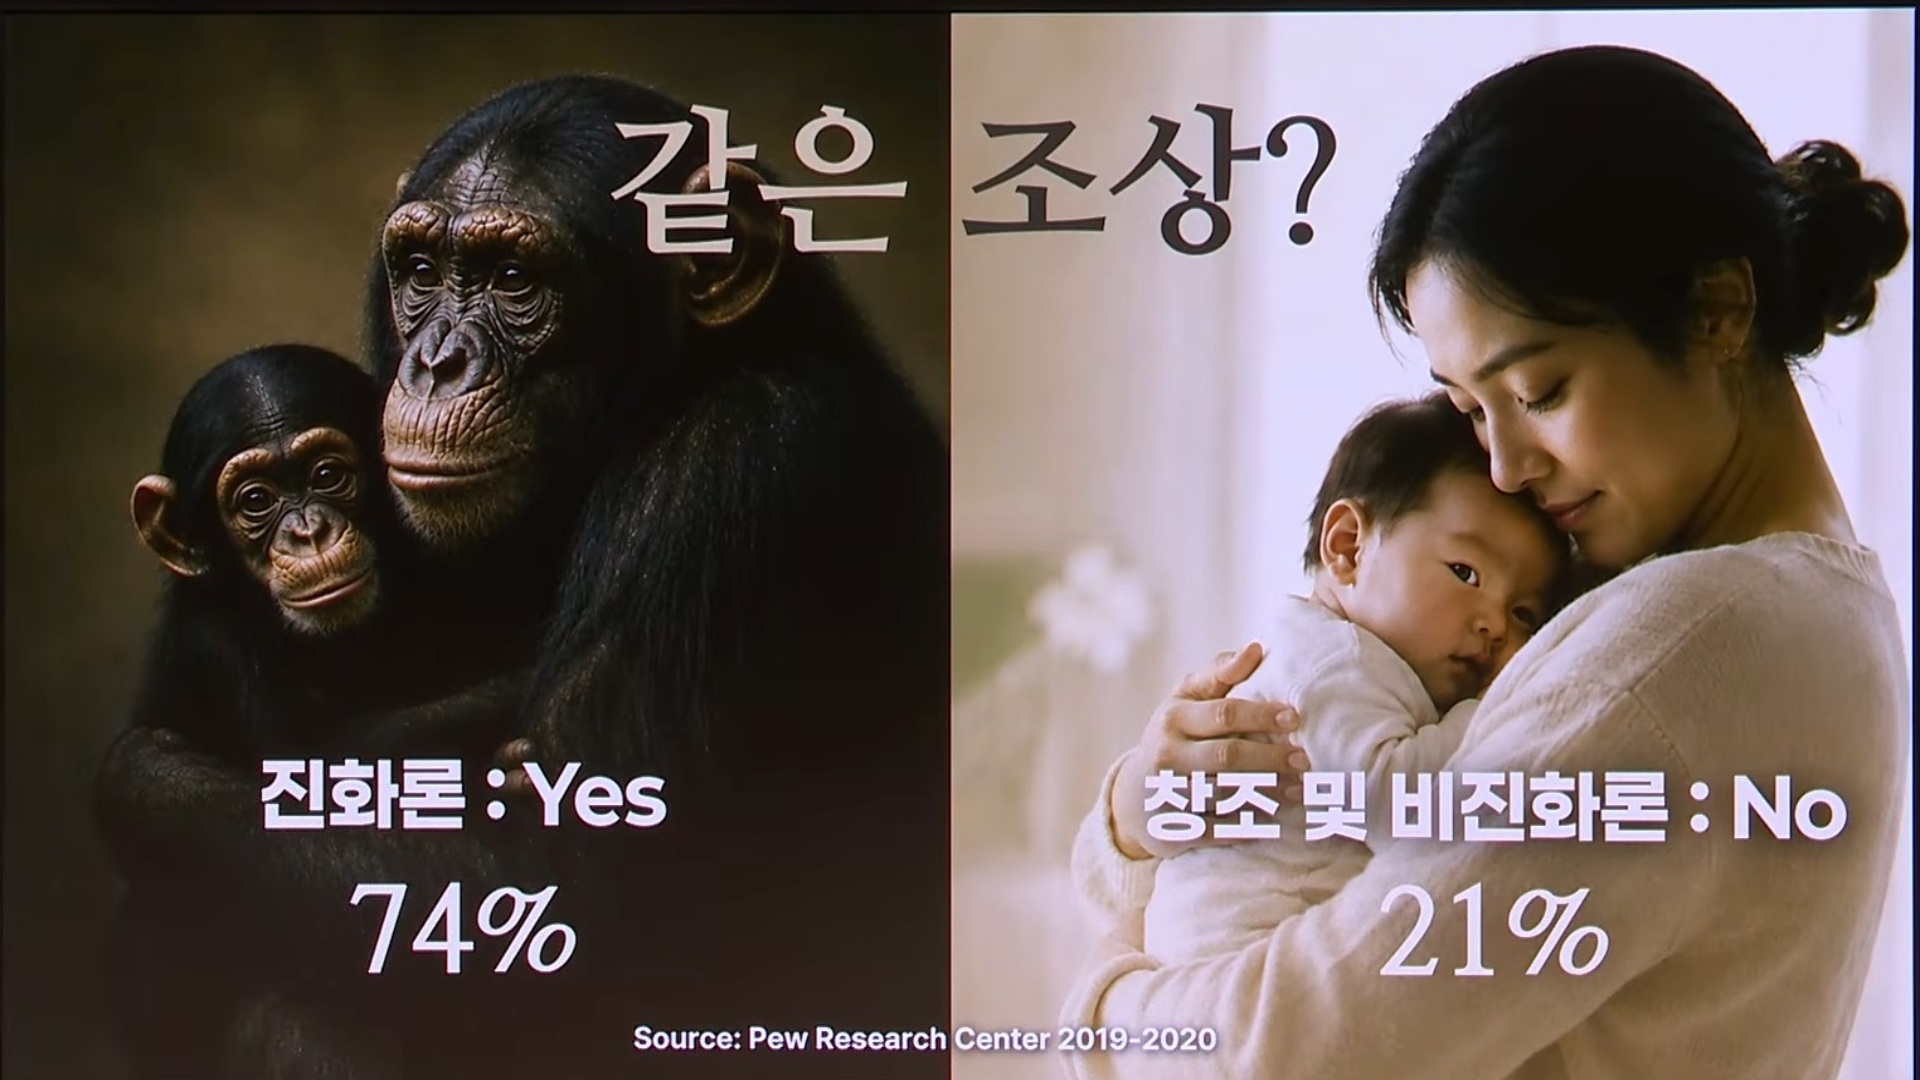 같은 조상?
진화론 : Yes
창조 및 비진화론 : No
74%
21%
Source: Pew Research Center 2019-2020